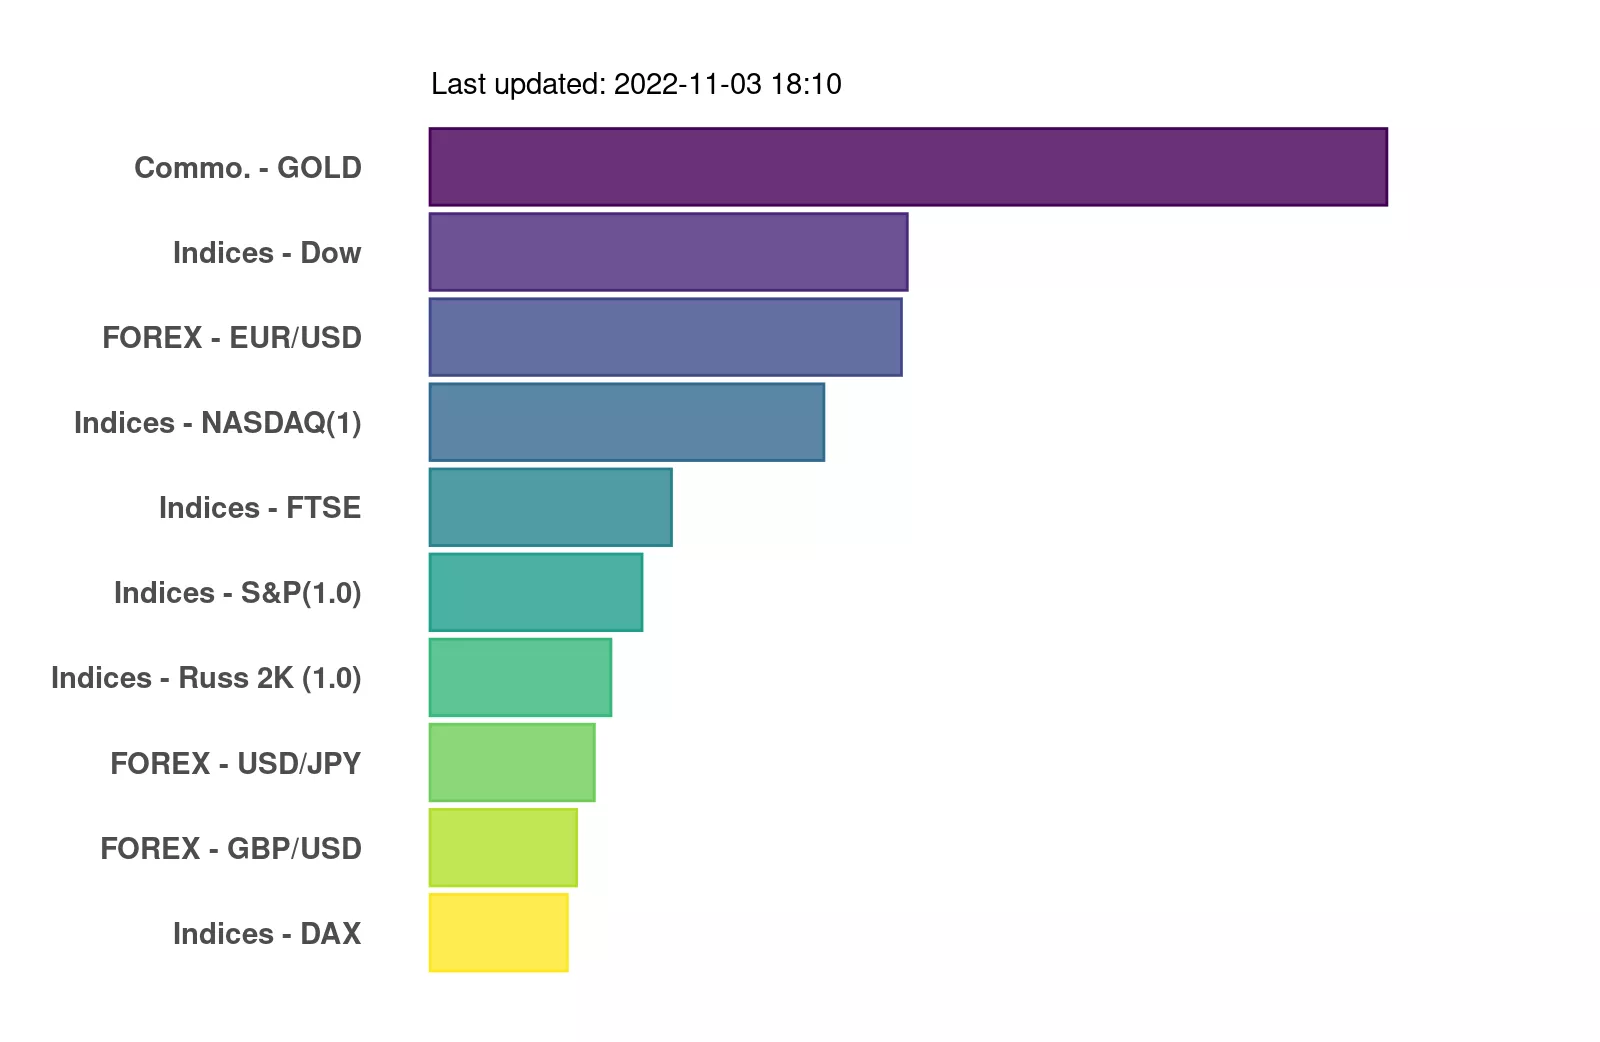 Last updated: 2022-11-03 18:10
Commo. - GOLD
Indices - Dow
FOREX - EUR/USD
Indices - NASDAQ(1)
Indices - FTSE
Indices - S&P(1.0)
Indices - Russ 2K (1.0)
FOREX - USD/JPY
FOREX - GBP/USD
Indices - DAX